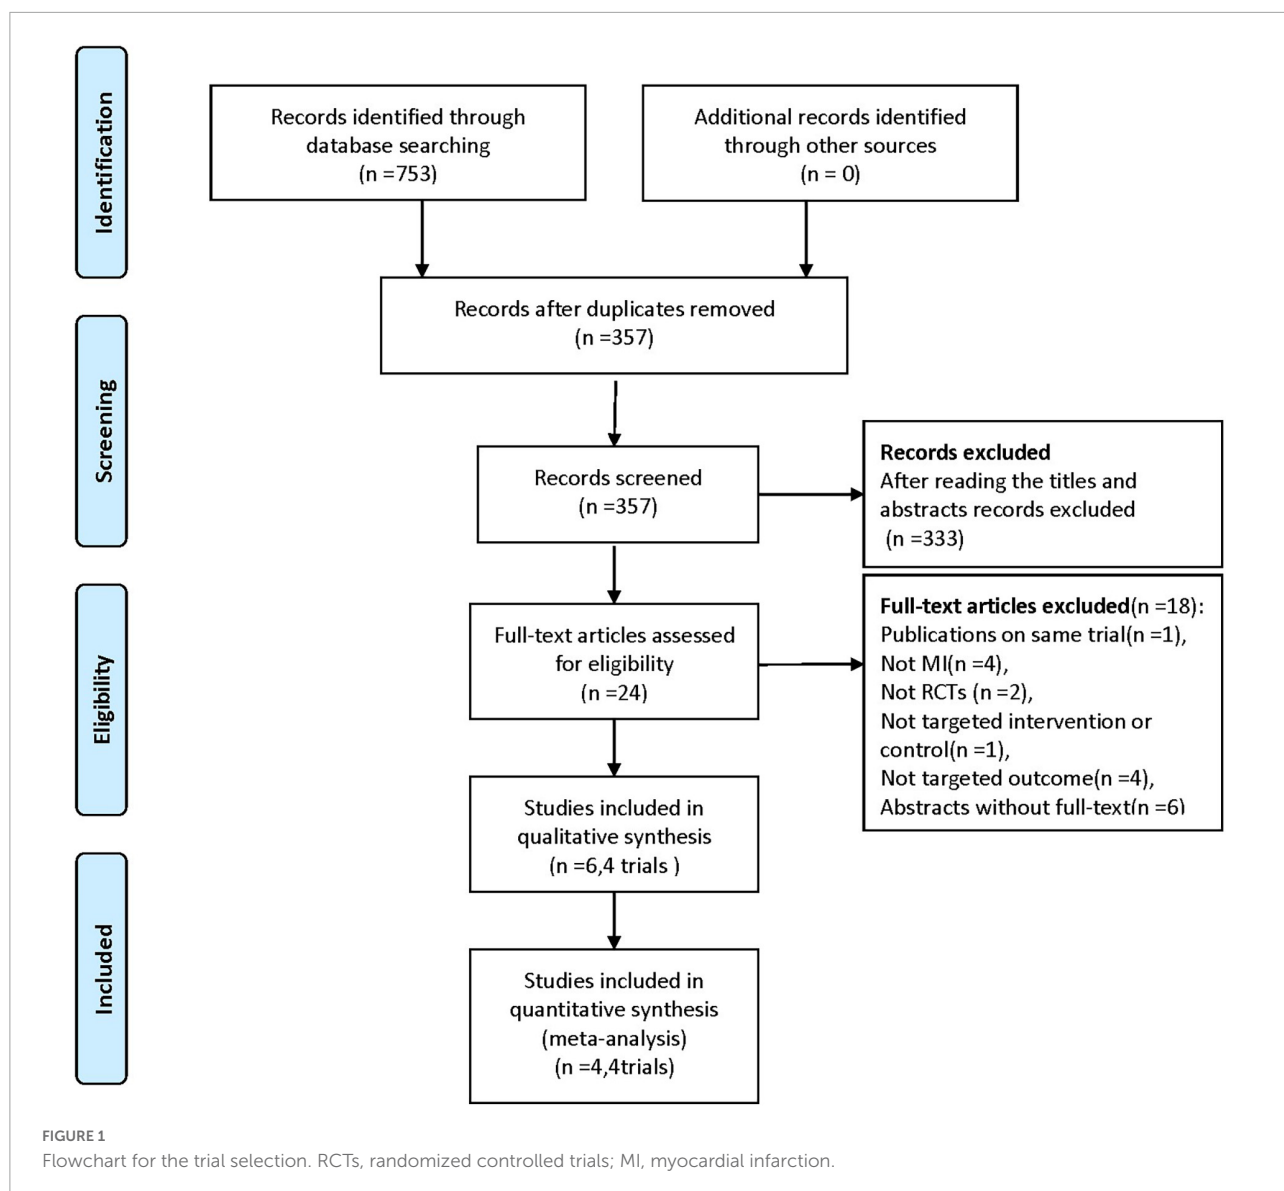 Identification
Records identified through
database searching
(n =753)
Additional records identified
through other sources
(n = 0)
Records after duplicates removed
(n =357)
Screening
Records screened
(n =357)
Records excluded
After reading the titles and
abstracts records excluded
(n =333)
Eligibility
Full-text articles assessed
for eligibility
(n =24)
Full-text articles excluded(n =18):
Publications on same trial(n =1),
Not MI(n =4),
Not RCTs (n =2),
Not targeted intervention or
control(n =1),
Not targeted outcome(n =4),
Abstracts without full-text(n =6)
Studies included in
qualitative synthesis
(n =6,4 trials )
Included
Studies included in
quantitative synthesis
(meta-analysis)
(n =4,4trials)
FIGURE 1
Flowchart for the trial selection. RCTs, randomized controlled trials; MI, myocardial infarction.